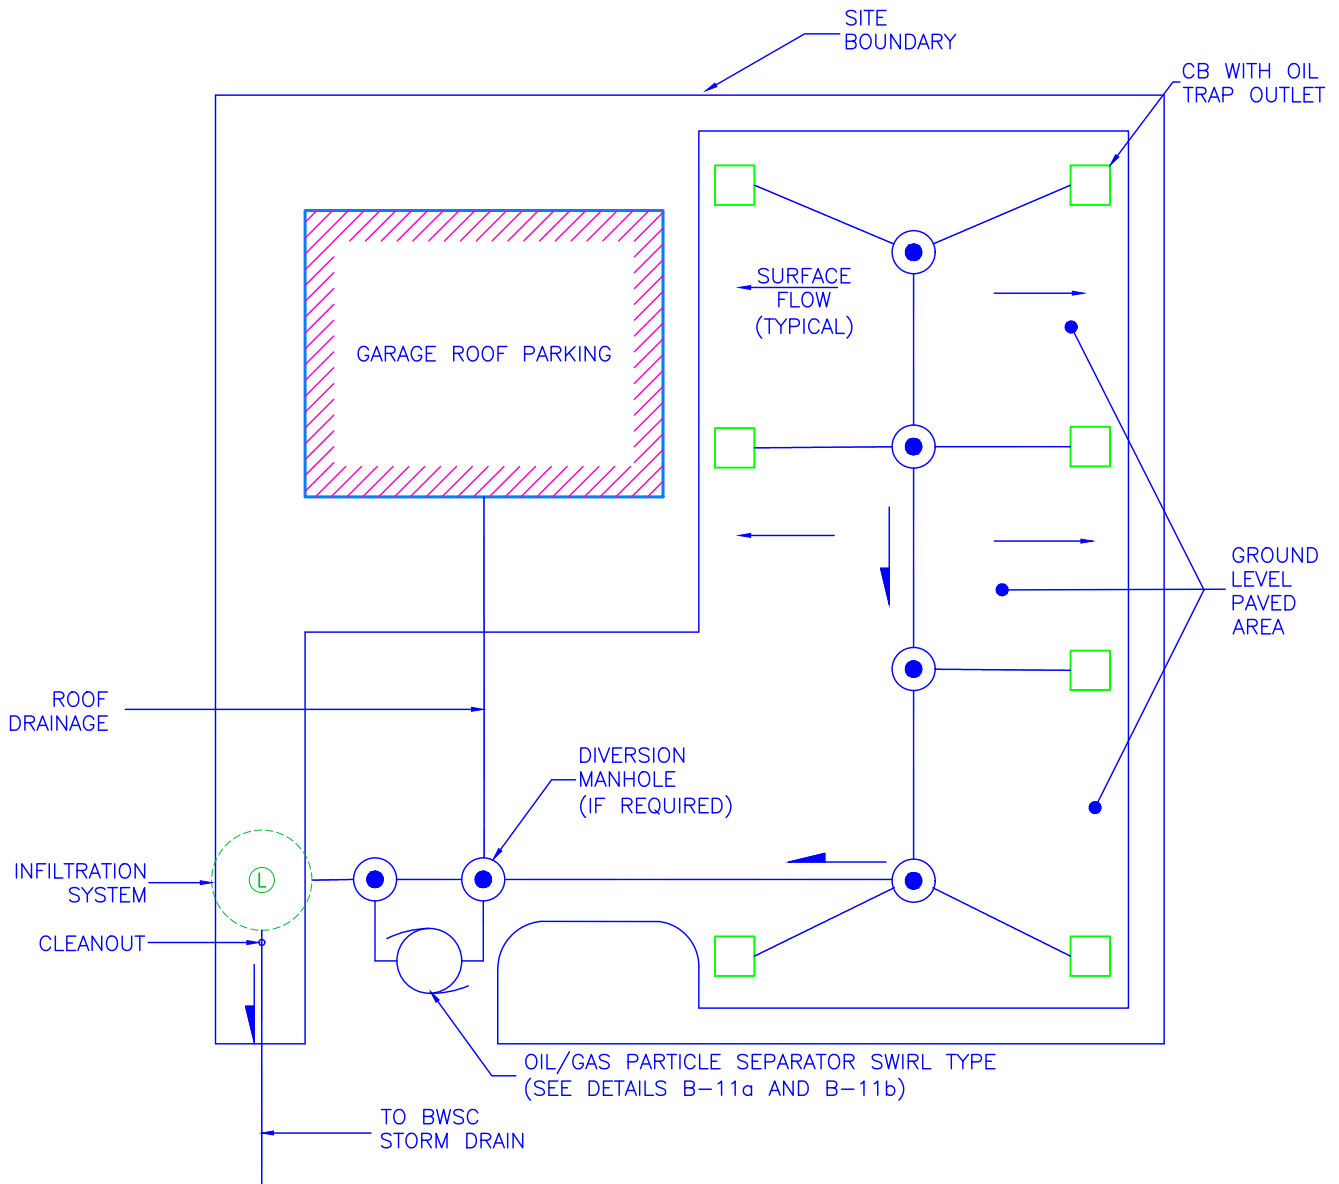 SITE
BOUNDARY
CB WITH OIL
TRAP OUTLET
SURFACE
FLOW
(TYPICAL)
GARAGE ROOF PARKING
GROUND
LEVEL
PAVED
AREA
ROOF
DRAINAGE
DIVERSION
MANHOLE
(IF REQUIRED)
INFILTRATION
SYSTEM
L
CLEANOUT
OIL/GAS PARTICLE SEPARATOR SWIRL TYPE
(SEE DETAILS B-11a AND B-11b)
TO BWSC
STORM DRAIN